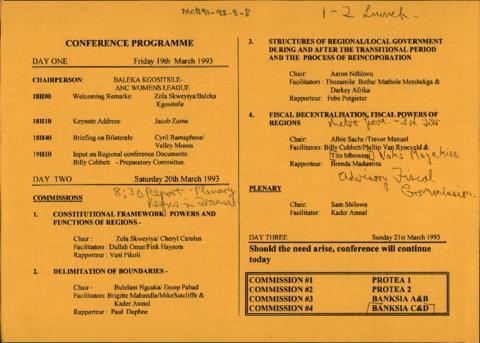 MCH91-92-3-8
CONFERENCE PROGRAMME
DAY ONE Friday 19th March 1993
CHAIRPERSON: BALEKA KGOSITSILE-
ANC WOMENS LEAGUE
18H00 Welcoming Remarks: Zola Skweyiya/Baleka
Kgositsile
18H10 Keynote Address: Jacob Zuma
18H40 Briefing on Bilaterals: Cyril Ramaphosa/
Valley Moosa
19H10 Input on Regional conference Documents:
Billy Cobbett - Preparatory Committee.
DAY TWO Saturday 20th March 1993
8;30 Report - Plenary
Regions in Transit
COMMISSIONS
1. CONSTITUTIONAL FRAMEWORK: POWERS AND
FUNCTIONS OF REGIONS -
Chair : Zola Skweyiya/ Cheryl Carolus
Facilitators : Dullah Omar/Fink Haysom
Rapporteur : Vuni Pikoli
2. DELIMITATION OF BOUNDARIES -
Chair - Bulelani Ngcuka/ Essop Pahad
Facilitators: Brigitte Mabandla/MikeSutcliffe &
Kader Asmal
Rapporteur : Paul Daphne
1 - 2 Lunch.
3. STRUCTURES OF REGIONAL/LOCAL GOVERNMENT
DURING AND AFTER THE TRANSITIONAL PERIOD
AND THE PROCESS OF REINCOPORATION
Chair: Aaron Ndhlovu
Facilitators : Thozamile Botha/ Mathole Motshekga &
Darkey Afrika
Rapporteur: Febe Potgieter
4. FISCAL DECENTRALISATION, FISCAL POWERS OF
REGIONS
Metro govt.
Chair: Albie Sachs/Trevor Manuel
Facilitators: Billy Cobbett/Phillip Van Ryneveld &
Tito Mboweni
Rapporteur: Brenda Madumisa
Advisory Fiscal
Commission.
PLENARY
Chair: Sam Shilowa
Facilitator: Kader Asmal
DAY THREE Sunday 21st March 1993
Should the need arise, conference will continue
today
COMMISSION #1 PROTEA 1
COMMISSION #2 PROTEA 2
COMMISSION #3 BANKSIA A&B
COMMISSION #4 BANKSIA C&D